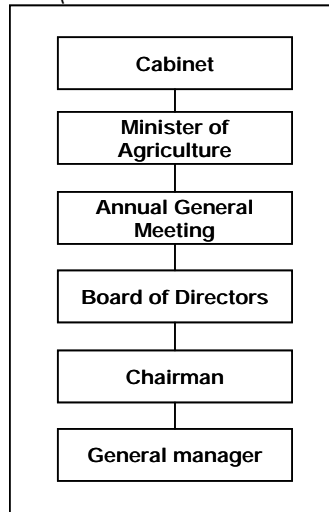 Cabinet
Minister of
Agriculture
Annual General
Meeting
Board of Directors
Chairman
General manager